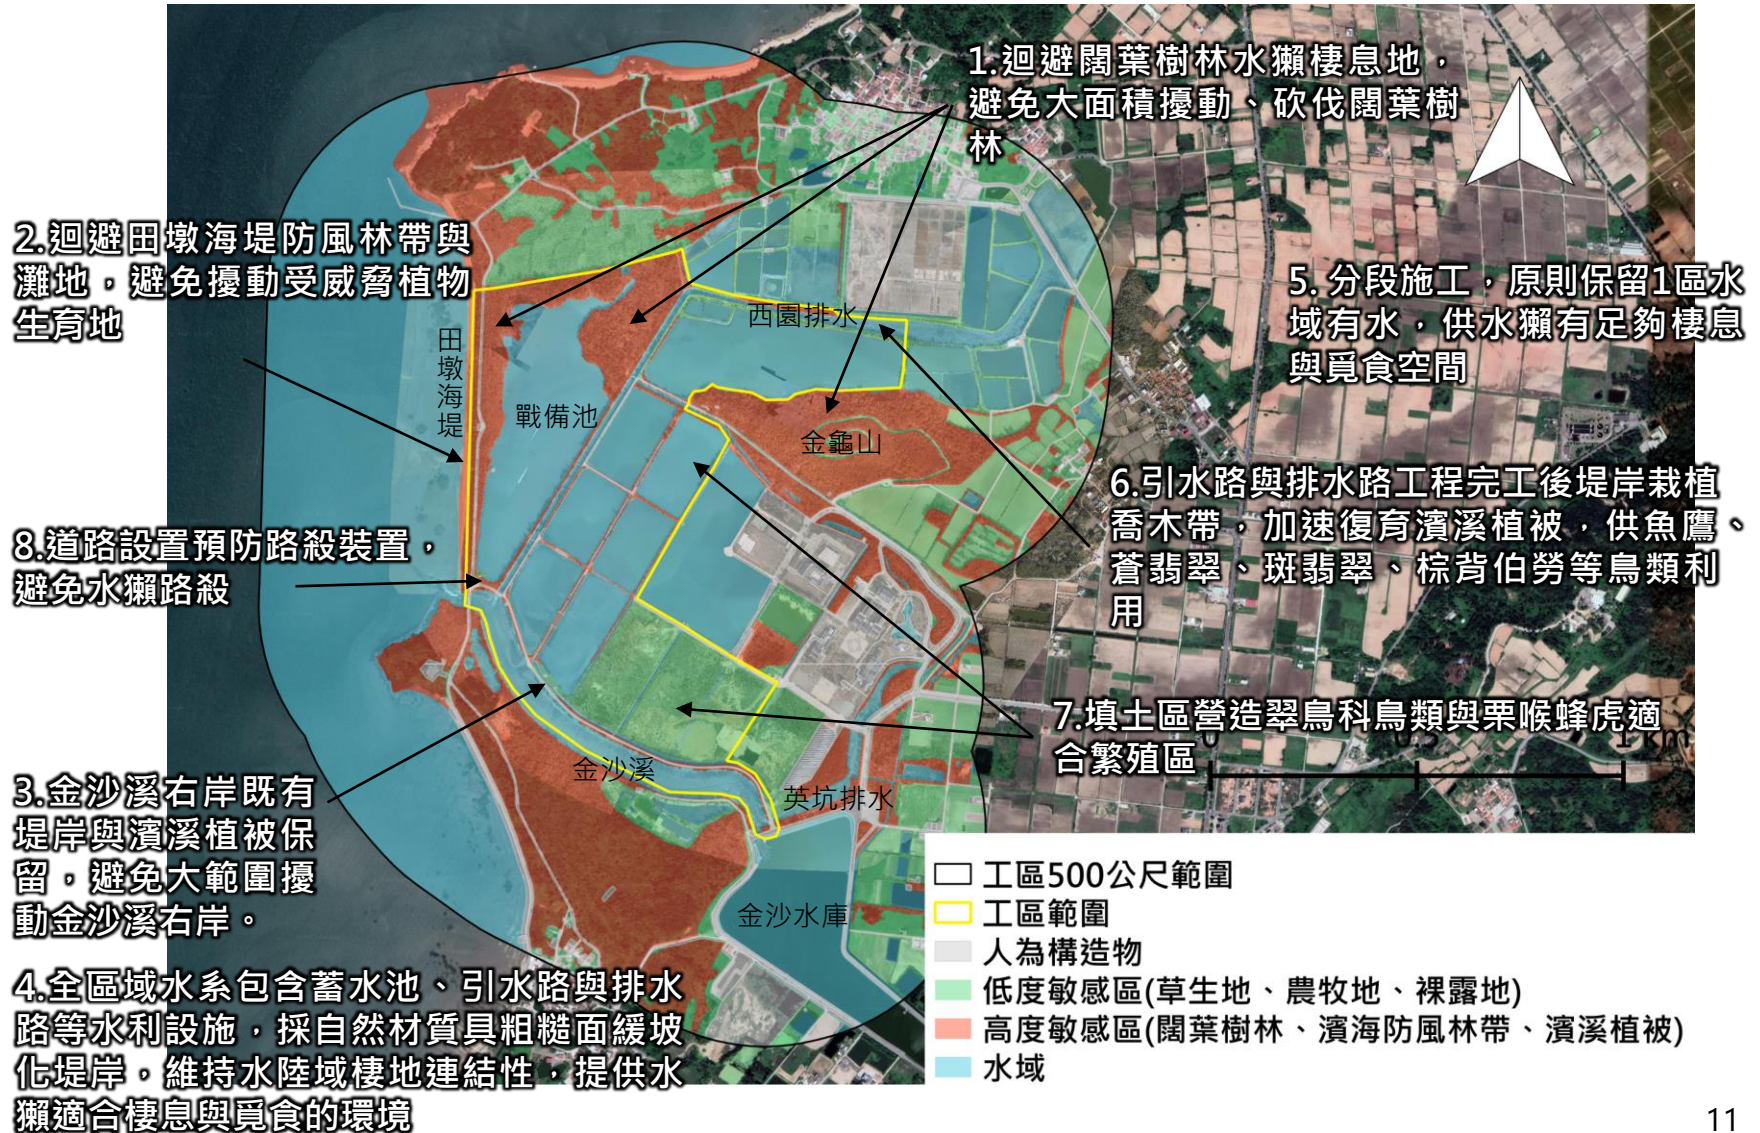 1.迴避闊葉樹林水獺棲息地，
避免大面積擾動、砍伐闊葉樹
林
2.迴避田墩海堤防風林帶與
灘地，避免擾動受威脅植物
生育地
5. 分段施工，原則保留1區水
域有水，供水獺有足夠棲息
與覓食空間
西園排水
田墩海堤
戰備池
金龜山
6.引水路與排水路工程完工後堤岸栽植
喬木帶，加速復育濱溪植被，供魚鷹、
蒼翡翠、斑翡翠、棕背伯勞等鳥類利
用
8.道路設置預防路殺裝置，
避免水獺路殺
7.填土區營造翠鳥科鳥類與栗喉蜂虎適
合繁殖區
0 0.5 1 km
金沙溪
英坑排水
3.金沙溪右岸既有
堤岸與濱溪植被保
留，避免大範圍擾
動金沙溪右岸。
金沙水庫
4.全區域水系包含蓄水池、引水路與排水
路等水利設施，採自然材質具粗糙面緩坡
化堤岸，維持水陸域棲地連結性，提供水
獺適合棲息與覓食的環境
工區500公尺範圍
工區範圍
人為構造物
低度敏感區(草生地、農牧地、裸露地)
高度敏感區(闊葉樹林、濱海防風林帶、濱溪植被)
水域
11